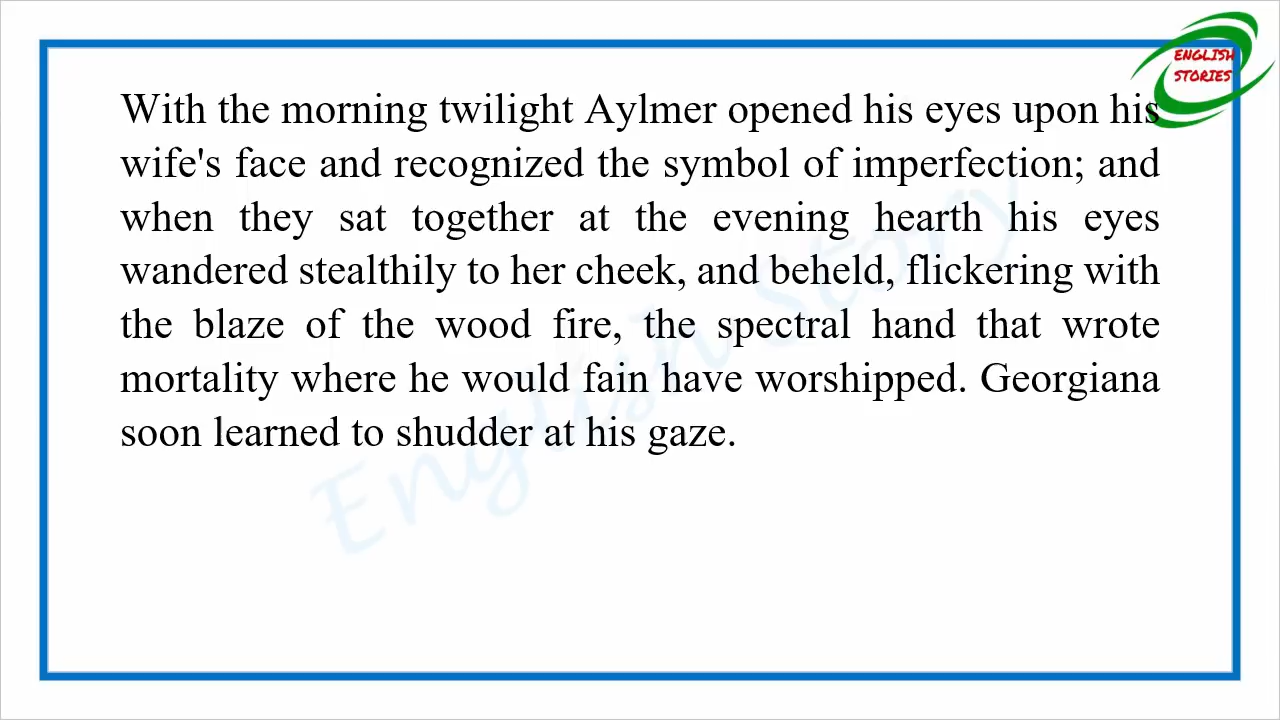 ENGLISH
STORIES
With the morning twilight Aylmer opened his eyes upon his
wife's face and recognized the symbol of imperfection; and
when they sat together at the evening hearth his eyes
wandered stealthily to her cheek, and beheld, flickering with
the blaze of the wood fire, the spectral hand that wrote
mortality where he would fain have worshipped. Georgiana
soon learned to shudder at his gaze.
English Story